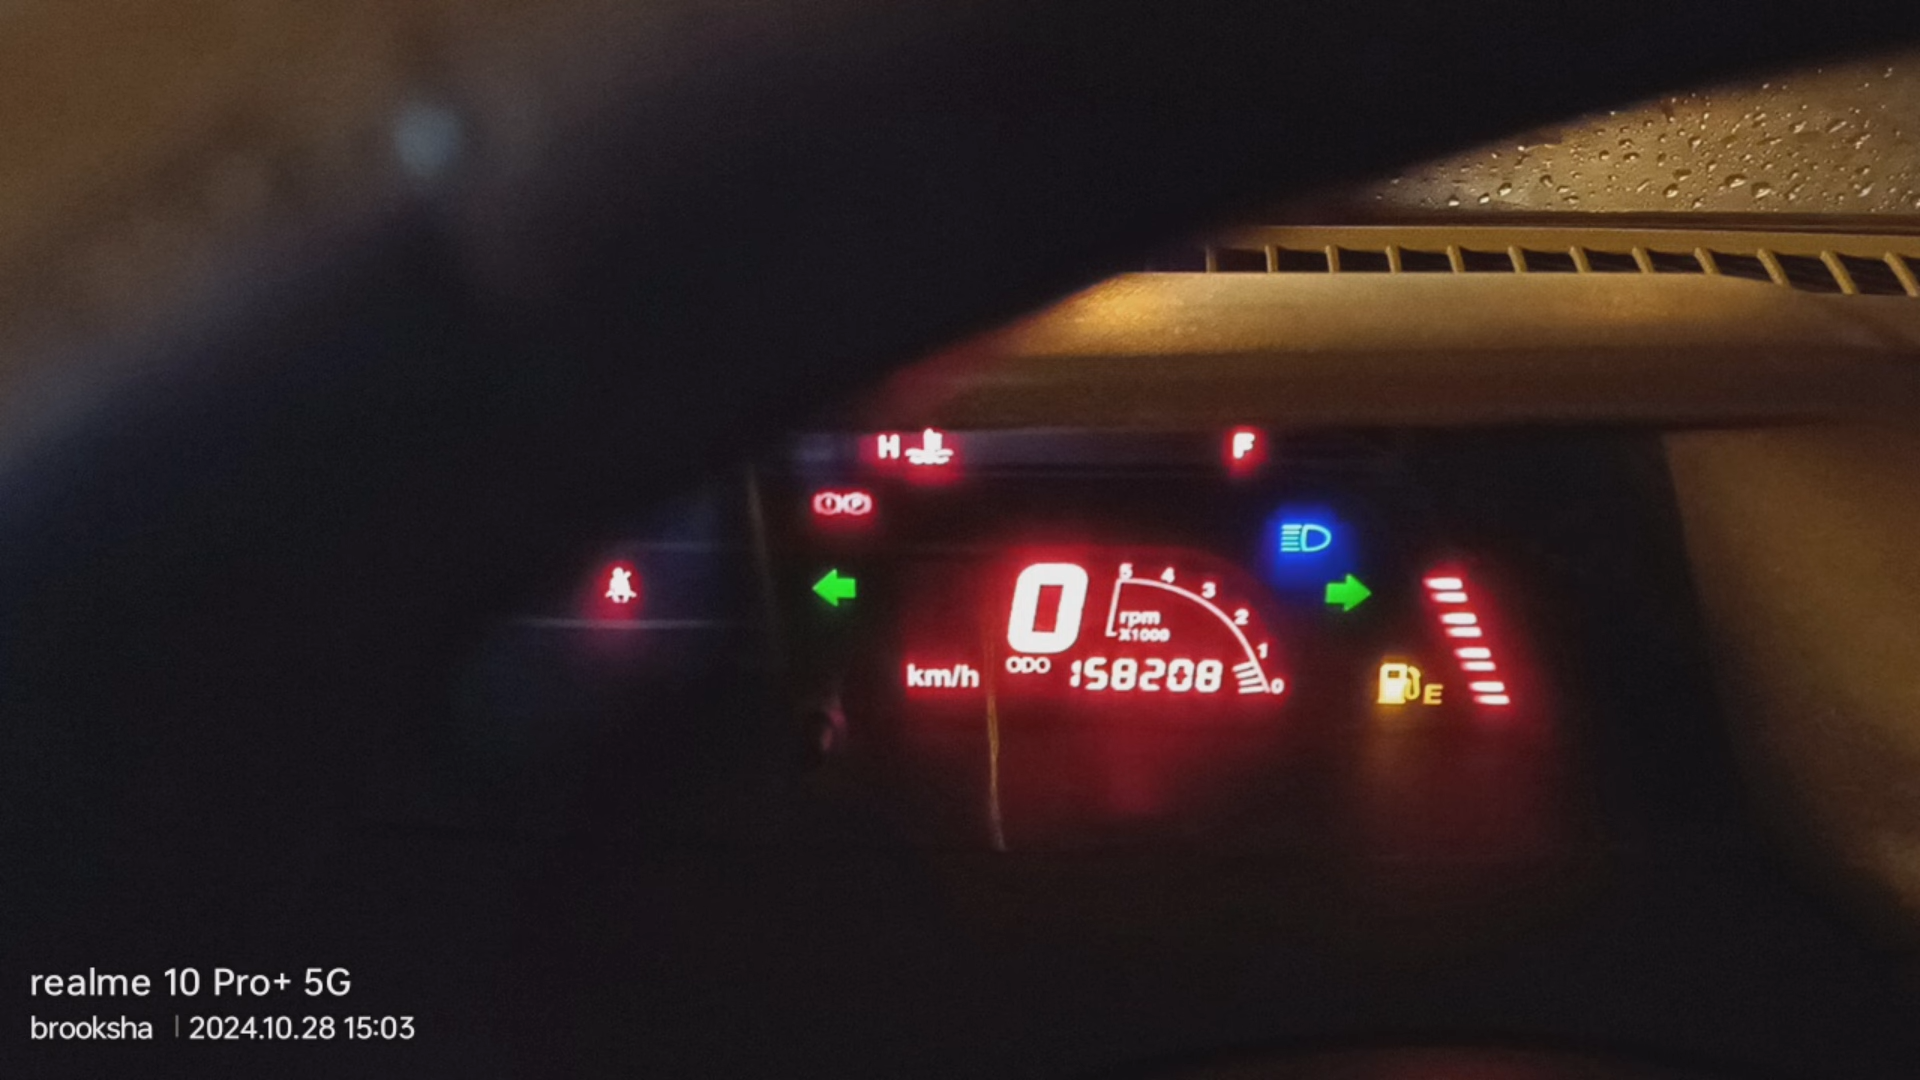 H
F
0
5
4
3
2
1
0
rpm
X1000
km/h
ODO
158208
E
realme 10 Pro+ 5G
brooksha | 2024.10.28 15:03